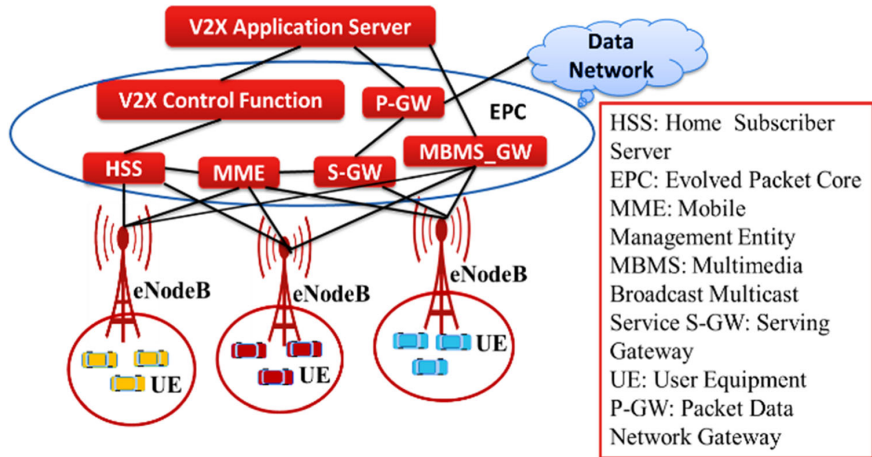 V2X Application Server
Data
Network
V2X Control Function
P-GW
EPC
HSS
MME
S-GW
MBMS_GW
eNodeB
eNodeB
eNodeB
UE
UE
UE
HSS: Home Subscriber
Server
EPC: Evolved Packet Core
MME: Mobile
Management Entity
MBMS: Multimedia
Broadcast Multicast
Service S-GW: Serving
Gateway
UE: User Equipment
P-GW: Packet Data
Network Gateway